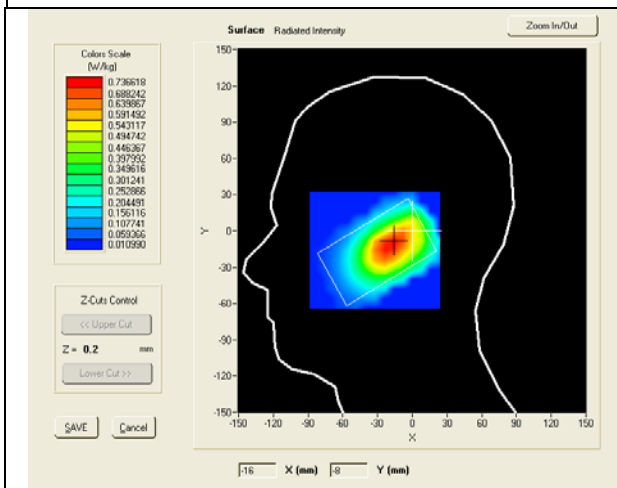 Surface Radiated Intensity
Zoom In/Out
Colors Scale
(W/kg)
0.736618
0.688242
0.639867
0.591492
0.543117
0.494742
0.446367
0.397992
0.349616
0.301241
0.252866
0.204491
0.156116
0.107741
0.059366
0.010990
Z-Cuts Control
<< Upper Cut
Z = 0.2 mm
Lower Cut >>
SAVE Cancel
150-
120-
90-
60-
30-
Y 0-
-30-
-60-
-90-
-120-
-150-
-150 -120 -90 -60 -30 0 30 60 90 120 150
X
-16 X (mm) -8 Y (mm)